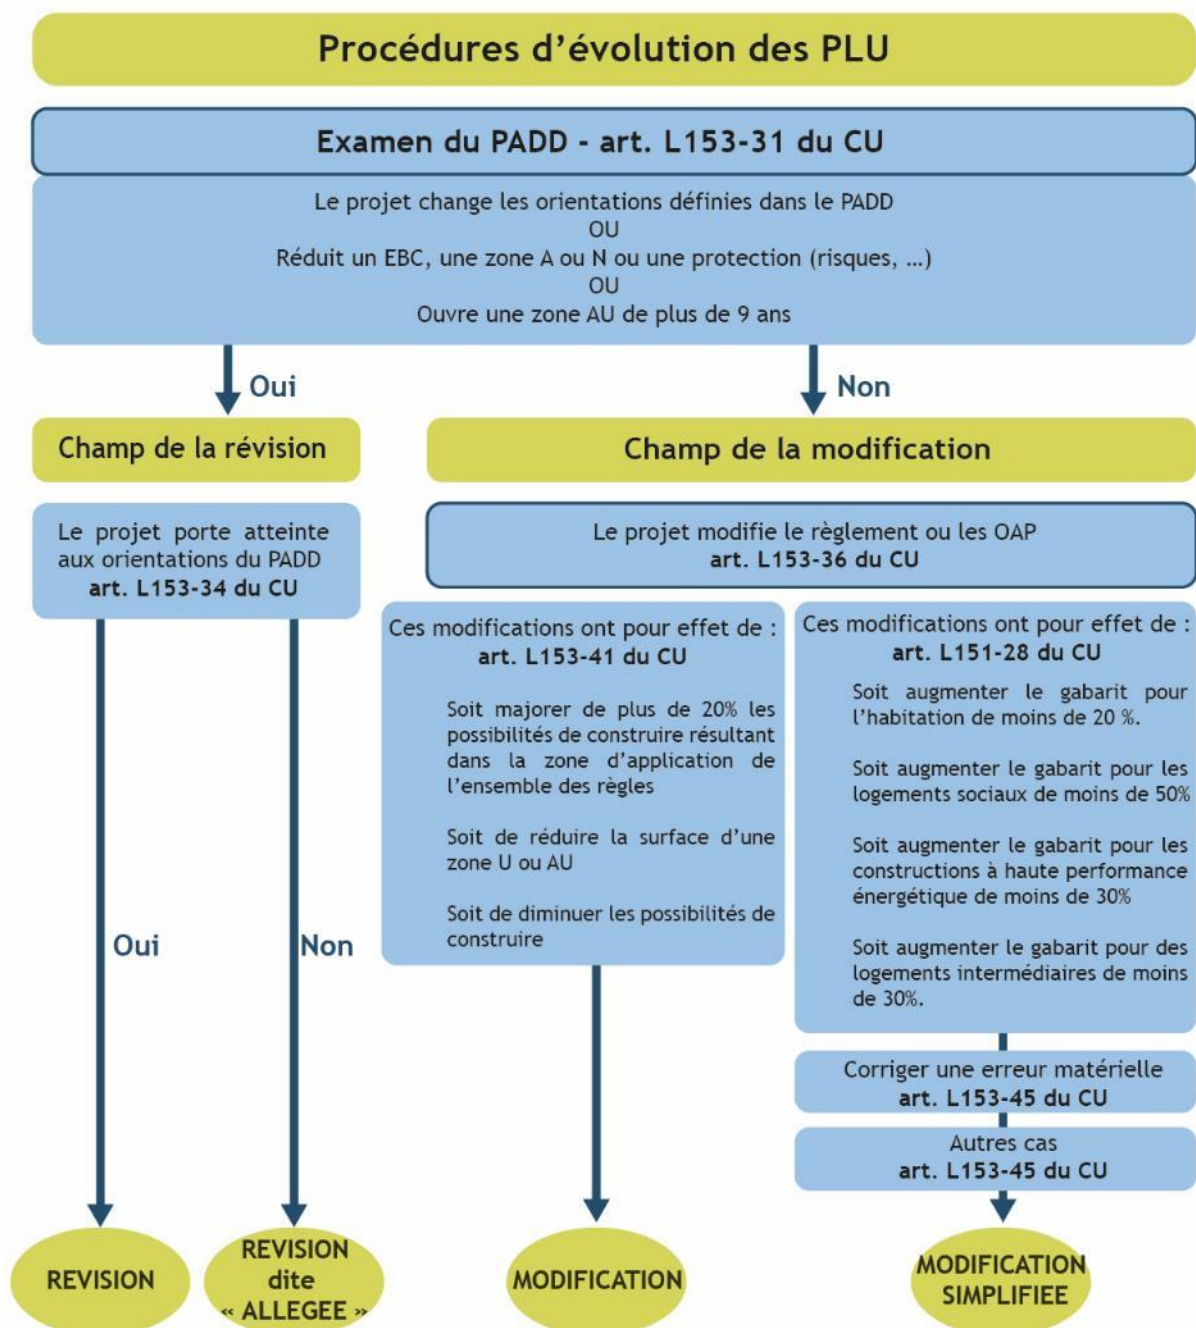 Procédures d'évolution des PLU
Examen du PADD - art. L153-31 du CU
Le projet change les orientations définies dans le PADD
OU
Réduit un EBC, une zone A ou N ou une protection (risques, ...)
OU
Ouvre une zone AU de plus de 9 ans
Oui
Non
Champ de la révision
Champ de la modification
Le projet porte atteinte
aux orientations du PADD
art. L153-34 du CU
Le projet modifie le règlement ou les OAP
art. L153-36 du CU
Ces modifications ont pour effet de :
art. L153-41 du CU
Soit majorer de plus de 20% les
possibilités de construire résultant
dans la zone d'application de
l'ensemble des règles
Soit de réduire la surface d'une
zone U ou AU
Soit de diminuer les possibilités de
construire
Ces modifications ont pour effet de :
art. L151-28 du CU
Soit augmenter le gabarit pour
l'habitation de moins de 20 %.
Soit augmenter le gabarit pour les
logements sociaux de moins de 50%
Soit augmenter le gabarit pour les
constructions à haute performance
énergétique de moins de 30%
Soit augmenter le gabarit pour des
logements intermédiaires de moins
de 30%.
Oui
Non
Corriger une erreur matérielle
art. L153-45 du CU
Autres cas
art. L153-45 du CU
REVISION
REVISION
dite
« ALLEGEE »
MODIFICATION
MODIFICATION
SIMPLIFIEE